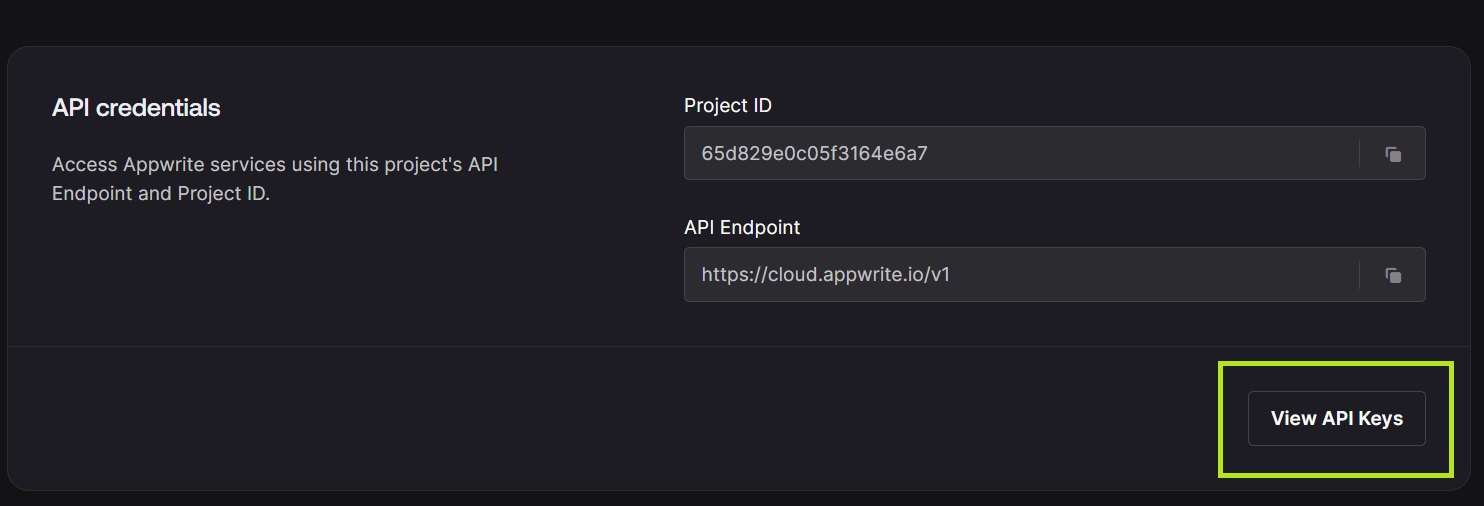 API credentials
Access Appwrite services using this project's API
Endpoint and Project ID.
Project ID
65d829e0c05f3164e6a7
API Endpoint
https://cloud.appwrite.io/v1
View API Keys